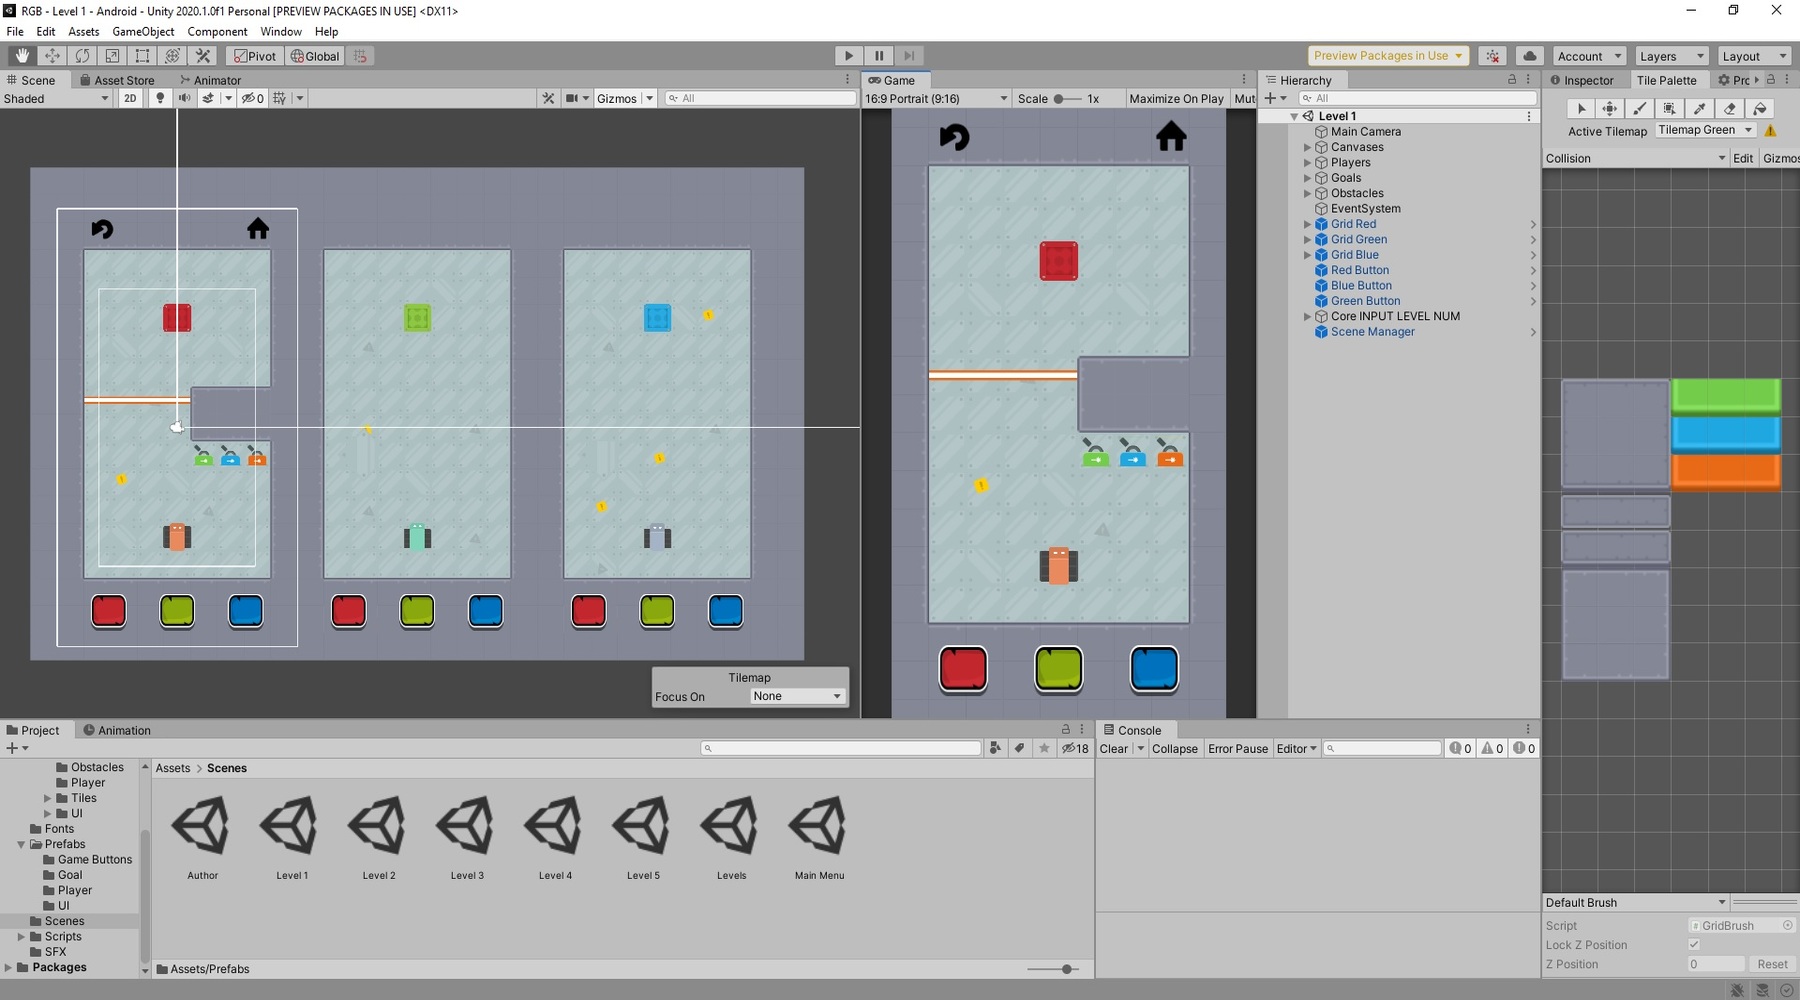 RGB - Level 1 - Android - Unity 2020.1.0f1 Personal [PREVIEW PACKAGES IN USE] <DX11>
File Edit Assets GameObject Component Window Help
Pivot Global Preview Packages in Use Account Layers Layout
Scene Asset Store Animator
Shaded 2D 0 Gizmos All
Game
16:9 Portrait (9:16) Scale 1x Maximize On Play Mut
Hierarchy
All
Level 1
Main Camera
Canvases
Players
Goals
Obstacles
EventSystem
Grid Red
Grid Green
Grid Blue
Red Button
Blue Button
Green Button
Core INPUT LEVEL NUM
Scene Manager
Inspector Tile Palette Prc
Active Tilemap Tilemap Green
Collision Edit Gizmos
Tilemap
Focus On None
Project Animation
18
Obstacles
Player
Tiles
UI
Fonts
Prefabs
Game Buttons
Goal
Player
UI
Scenes
Scripts
SFX
Packages
Assets > Scenes
Author Level 1 Level 2 Level 3 Level 4 Level 5 Levels Main Menu
Assets/Prefabs
Console
Clear Collapse Error Pause Editor 0 0 0
Default Brush
Script GridBrush
Lock Z Position
Z Position 0 Reset